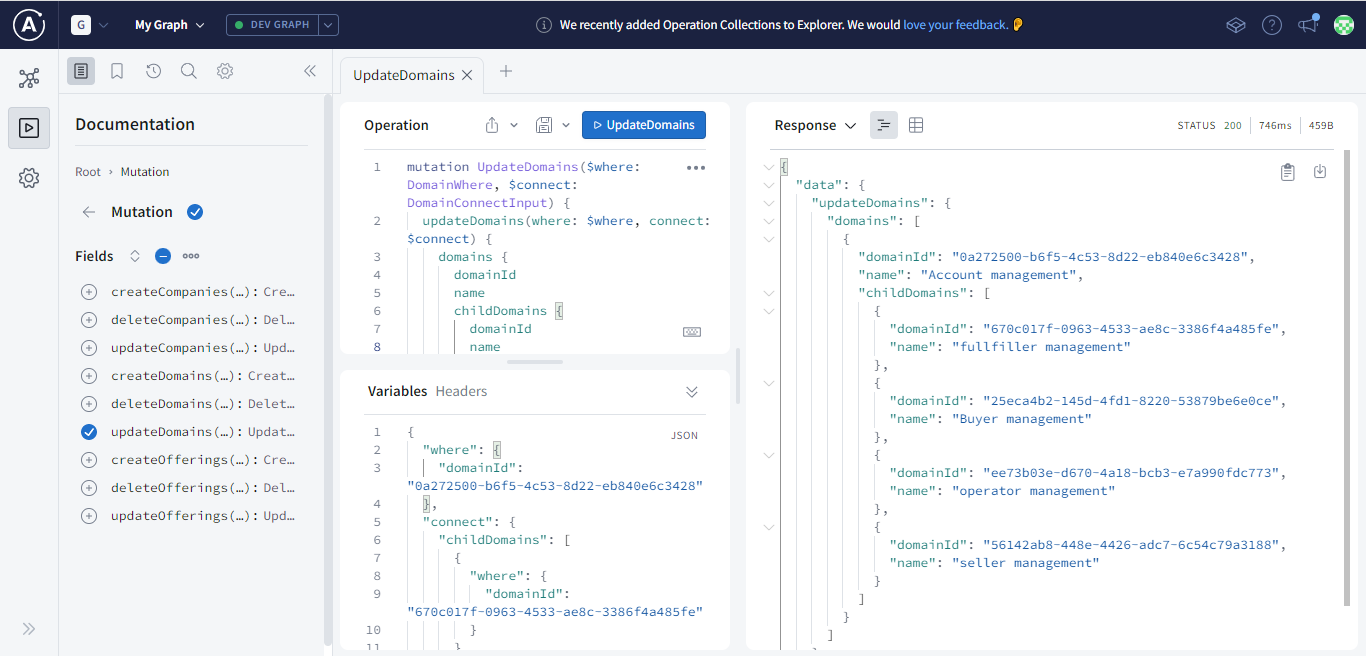 G My Graph DEV GRAPH We recently added Operation Collections to Explorer. We would love your feedback.
Documentation
Root › Mutation
Mutation
Fields
createCompanies(…): Cre…
deleteCompanies(…): Del…
updateCompanies(…): Upd…
createDomains(…): Creat…
deleteDomains(…): Delet…
updateDomains(…): Updat…
createOfferings(…): Cre…
deleteOfferings(…): Del…
updateOfferings(…): Upd…
UpdateDomains
Operation UpdateDomains
1 mutation UpdateDomains($where:
DomainWhere, $connect:
DomainConnectInput) {
2 updateDomains(where: $where, connect:
$connect) {
3 domains {
4 domainId
5 name
6 childDomains {
7 domainId
8 name
Variables Headers
JSON
1 {
2 "where": {
3 "domainId":
"0a272500-b6f5-4c53-8d22-eb840e6c3428"
4 },
5 "connect": {
6 "childDomains": [
7 {
8 "where": {
9 "domainId":
"670c017f-0963-4533-ae8c-3386f4a485fe"
10 }
11 }
Response STATUS 200 746ms 459B
{
"data": {
"updateDomains": {
"domains": [
{
"domainId": "0a272500-b6f5-4c53-8d22-eb840e6c3428",
"name": "Account management",
"childDomains": [
{
"domainId": "670c017f-0963-4533-ae8c-3386f4a485fe",
"name": "fullfiller management"
},
{
"domainId": "25eca4b2-145d-4fd1-8220-53879be6e0ce",
"name": "Buyer management"
},
{
"domainId": "ee73b03e-d670-4a18-bcb3-e7a990fdc773",
"name": "operator management"
},
{
"domainId": "56142ab8-448e-4426-adc7-6c54c79a3188",
"name": "seller management"
}
]
}
]